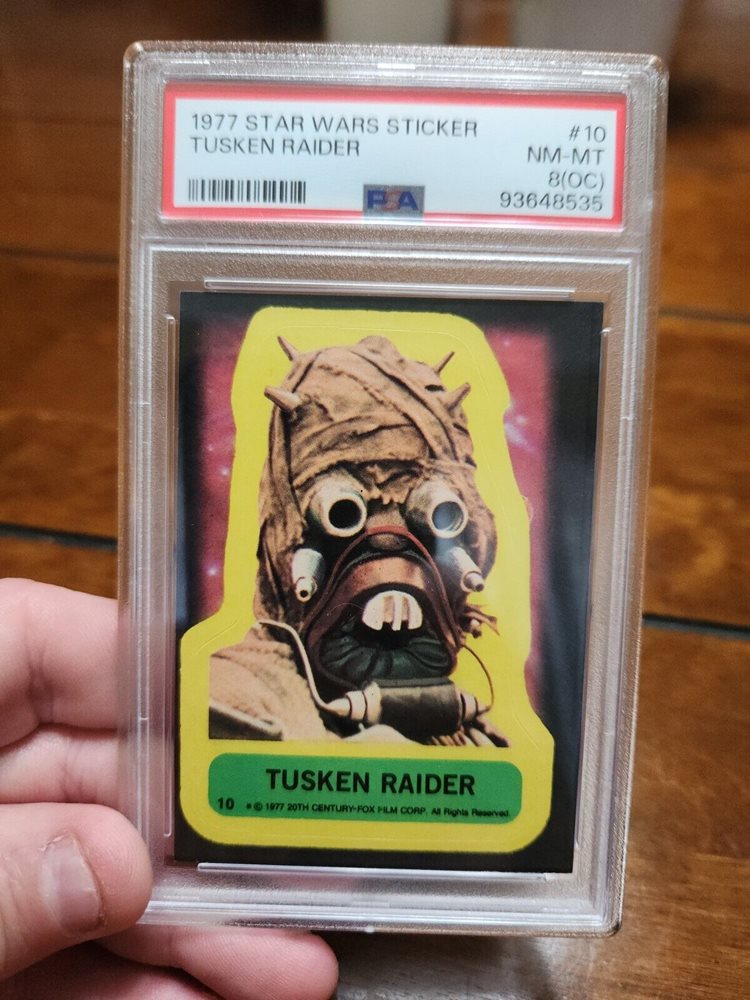 1977 STAR WARS STICKER #10
TUSKEN RAIDER NM-MT
8(OC)
PSA 93648535
TUSKEN RAIDER
10 * © 1977 20TH CENTURY-FOX FILM CORP. All Rights Reserved